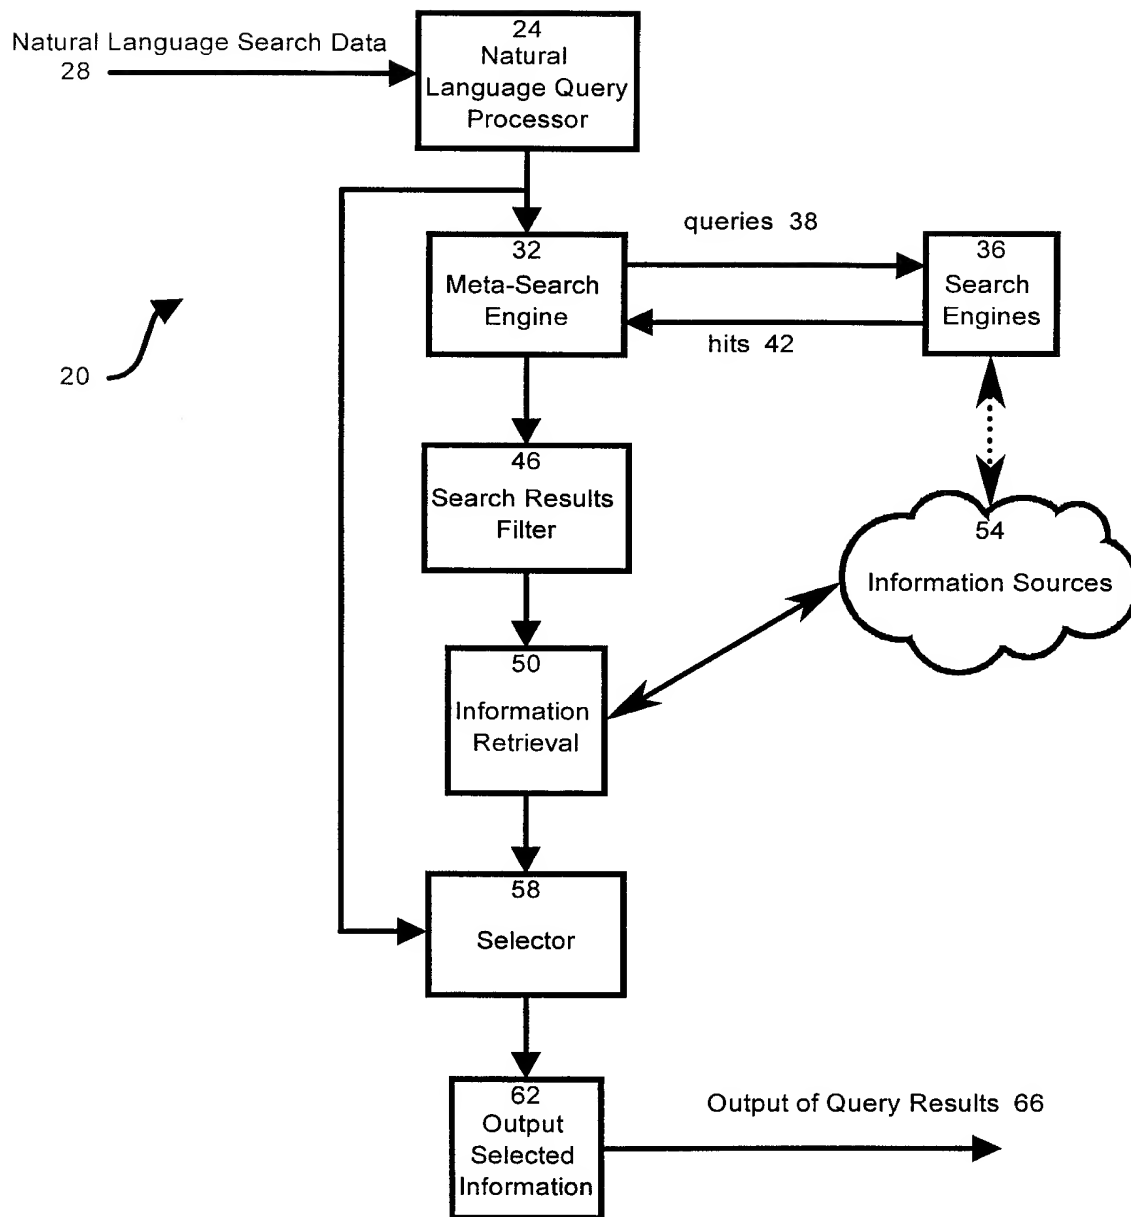 Natural Language Search Data
28
24
Natural
Language Query
Processor
queries 38
32
Meta-Search
Engine
36
Search
Engines
hits 42
20
46
Search Results
Filter
54
Information Sources
50
Information
Retrieval
58
Selector
62
Output
Selected
Information
Output of Query Results 66